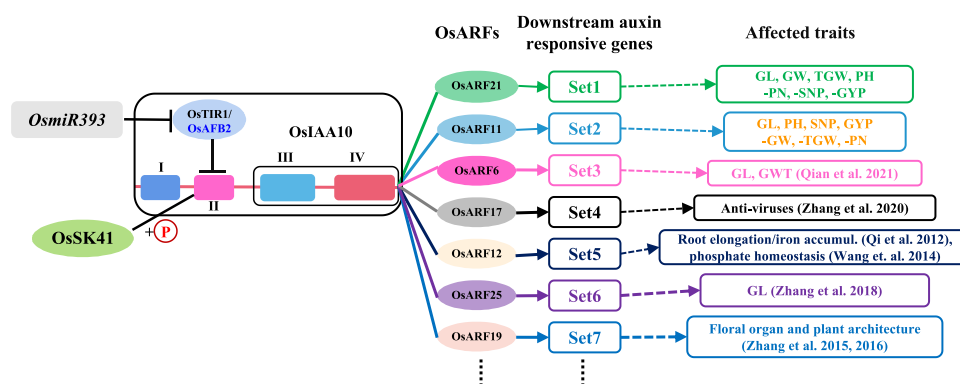 OsARFs
Downstream auxin
responsive genes
Affected traits
OsmiR393
OsTIR1/
OsAFB2
OsIAA10
I
II
III
IV
OsSK41
+
P
OsARF21
Set1
GL, GW, TGW, PH
-PN, -SNP, -GYP
OsARF11
Set2
GL, PH, SNP, GYP
-GW, -TGW, -PN
OsARF6
Set3
GL, GWT (Qian et al. 2021)
OsARF17
Set4
Anti-viruses (Zhang et al. 2020)
OsARF12
Set5
Root elongation/iron accumul. (Qi et al. 2012),
phosphate homeostasis (Wang et. al. 2014)
OsARF25
Set6
GL (Zhang et al. 2018)
OsARF19
Set7
Floral organ and plant architecture
(Zhang et al. 2015, 2016)